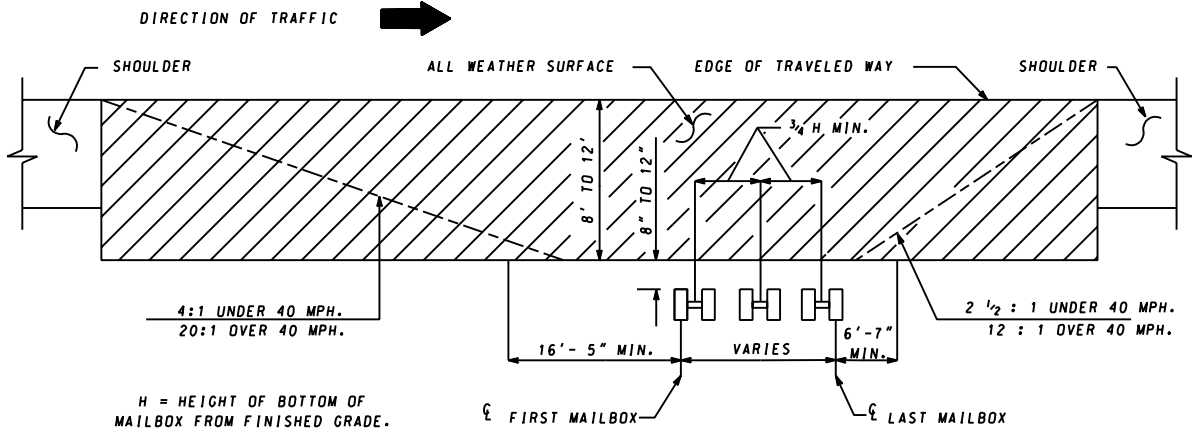 DIRECTION OF TRAFFIC
SHOULDER
ALL WEATHER SURFACE
EDGE OF TRAVELED WAY
SHOULDER
¾ H MIN.
8' TO 12'
8" TO 12"
4:1 UNDER 40 MPH.
20:1 OVER 40 MPH.
2 ½ : 1 UNDER 40 MPH.
12 : 1 OVER 40 MPH.
16'- 5" MIN.
VARIES
6'-7"
MIN.
H = HEIGHT OF BOTTOM OF
MAILBOX FROM FINISHED GRADE.
℄ FIRST MAILBOX
℄ LAST MAILBOX